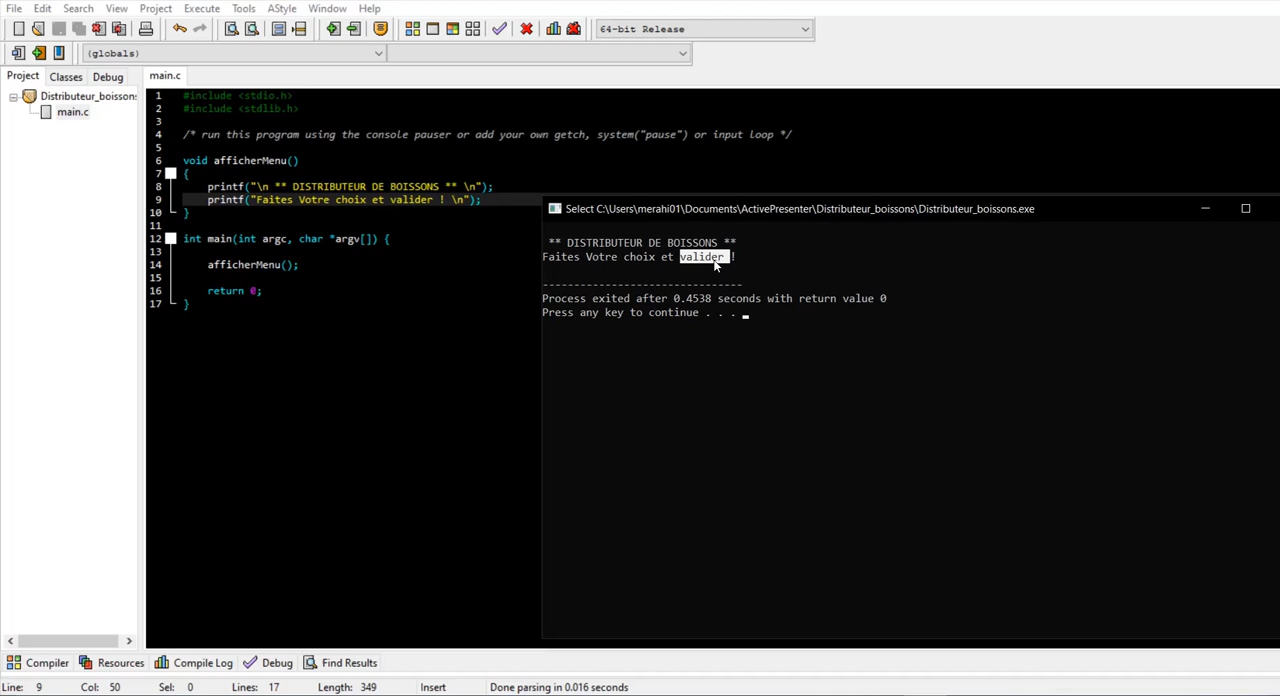 File Edit Search View Project Execute Tools AStyle Window Help
64-bit Release
(globals)
Project Classes Debug
main.c
Distributeur_boissons
main.c
1 #include <stdio.h>
2 #include <stdlib.h>
3
4 /* run this program using the console pauser or add your own getch, system("pause") or input loop */
5
6 void afficherMenu()
7 {
8 printf("\n ** DISTRIBUTEUR DE BOISSONS ** \n");
9 printf("Faites Votre choix et valider ! \n");
10 }
11
12 int main(int argc, char *argv[]) {
13
14 afficherMenu();
15
16 return 0;
17 }
Select C:\Users\merahi01\Documents\ActivePresenter\Distributeur_boissons\Distributeur_boissons.exe
** DISTRIBUTEUR DE BOISSONS **
Faites Votre choix et valider !
--------------------------------
Process exited after 0.4538 seconds with return value 0
Press any key to continue . . .
Compiler Resources Compile Log Debug Find Results
Line: 9 Col: 50 Sel: 0 Lines: 17 Length: 349 Insert Done parsing in 0.016 seconds